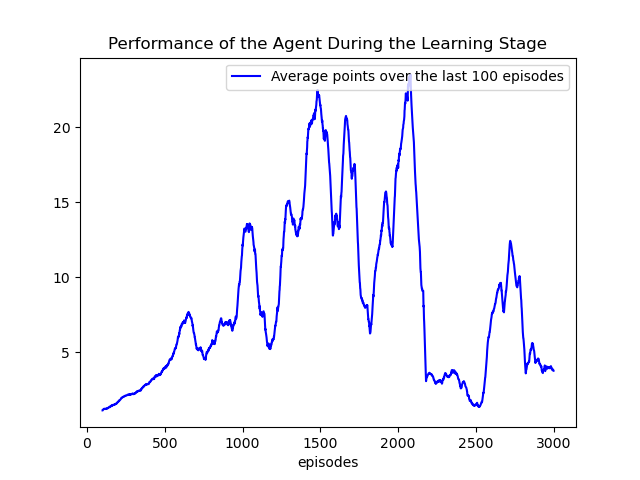 Performance of the Agent During the Learning Stage
Average points over the last 100 episodes
20
15
10
5
0 500 1000 1500 2000 2500 3000
episodes